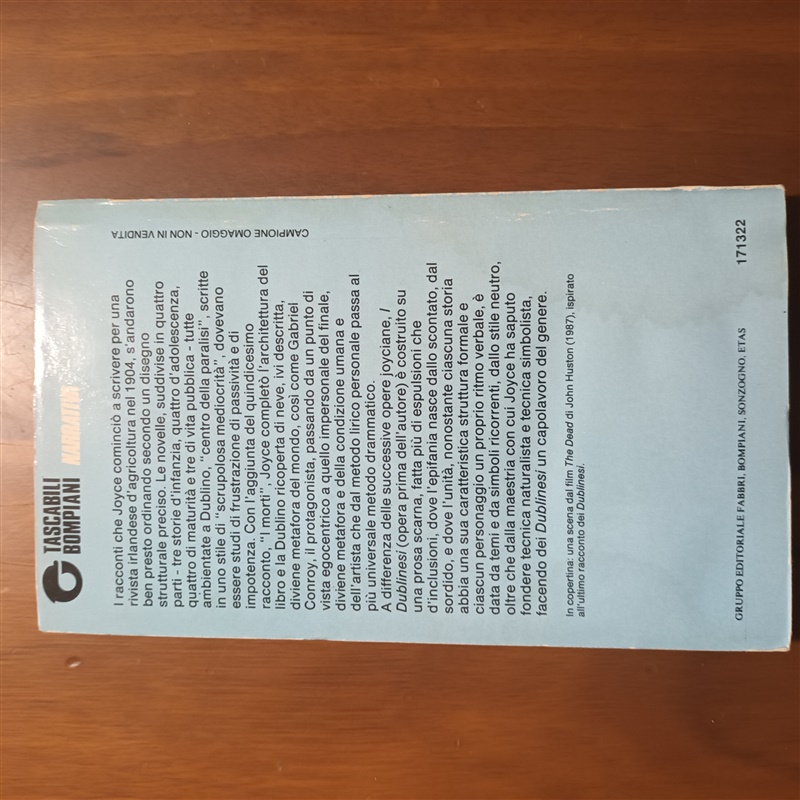 TASCABILI
BOMPIANI
NARRATIVA
CAMPIONE OMAGGIO - NON IN VENDITA
I racconti che Joyce cominciò a scrivere per una
rivista irlandese d'agricoltura nel 1904, s'andarono
ben presto ordinando secondo un disegno
strutturale preciso. Le novelle, suddivise in quattro
parti - tre storie d'infanzia, quattro d'adolescenza,
quattro di maturità e tre di vita pubblica - tutte
ambientate a Dublino, "centro della paralisi", scritte
in uno stile di "scrupolosa mediocrità", dovevano
essere studi di frustrazione di passività e di
impotenza. Con l'aggiunta del quindicesimo
racconto, "I morti", Joyce completò l'architettura del
libro e la Dublino ricoperta di neve, ivi descritta,
diviene metafora del mondo, così come Gabriel
Conroy, il protagonista, passando da un punto di
vista egocentrico a quello impersonale del finale,
diviene metafora e della condizione umana e
dell'artista che dal metodo lirico personale passa al
più universale metodo drammatico.
A differenza delle successive opere joyciane, I
Dublinesi (opera prima dell'autore) è costruito su
una prosa scarna, fatta più di espulsioni che
d'inclusioni, dove l'epifania nasce dallo scontato, dal
sordido, e dove l'unità, nonostante ciascuna storia
abbia una sua caratteristica struttura formale e
ciascun personaggio un proprio ritmo verbale, è
data da temi e da simboli ricorrenti, dallo stile neutro,
oltre che dalla maestria con cui Joyce ha saputo
fondere tecnica naturalista e tecnica simbolista,
facendo dei Dublinesi un capolavoro del genere.
In copertina: una scena dal film The Dead di John Huston (1987), ispirato
all'ultimo racconto dei Dublinesi.
GRUPPO EDITORIALE FABBRI, BOMPIANI, SONZOGNO, ETAS
171322